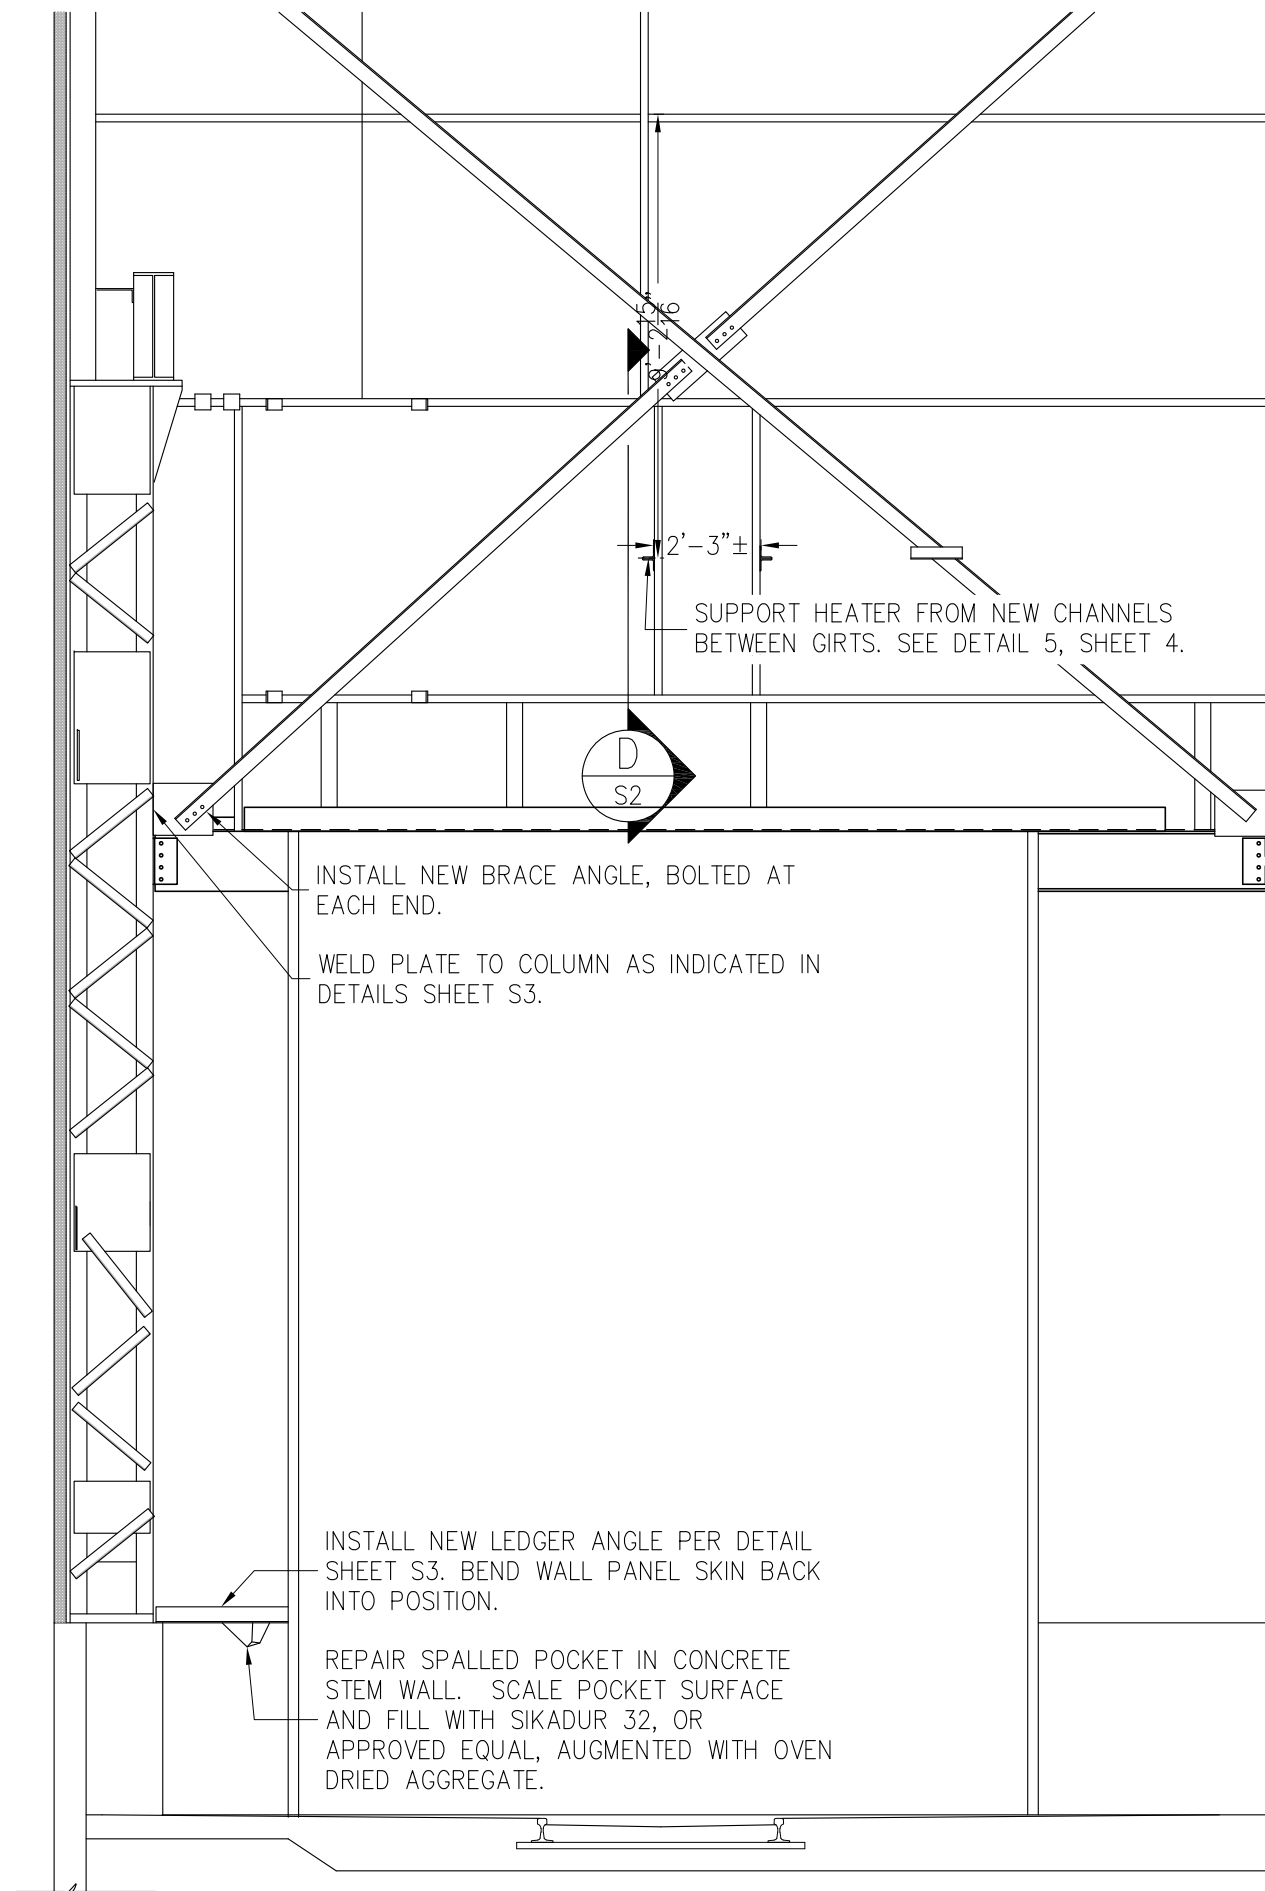 2'-3"±
SUPPORT HEATER FROM NEW CHANNELS
BETWEEN GIRTS. SEE DETAIL 5, SHEET 4.
D
S2
INSTALL NEW BRACE ANGLE, BOLTED AT
EACH END.
WELD PLATE TO COLUMN AS INDICATED IN
DETAILS SHEET S3.
INSTALL NEW LEDGER ANGLE PER DETAIL
SHEET S3. BEND WALL PANEL SKIN BACK
INTO POSITION.
REPAIR SPALLED POCKET IN CONCRETE
STEM WALL. SCALE POCKET SURFACE
AND FILL WITH SIKADUR 32, OR
APPROVED EQUAL, AUGMENTED WITH OVEN
DRIED AGGREGATE.